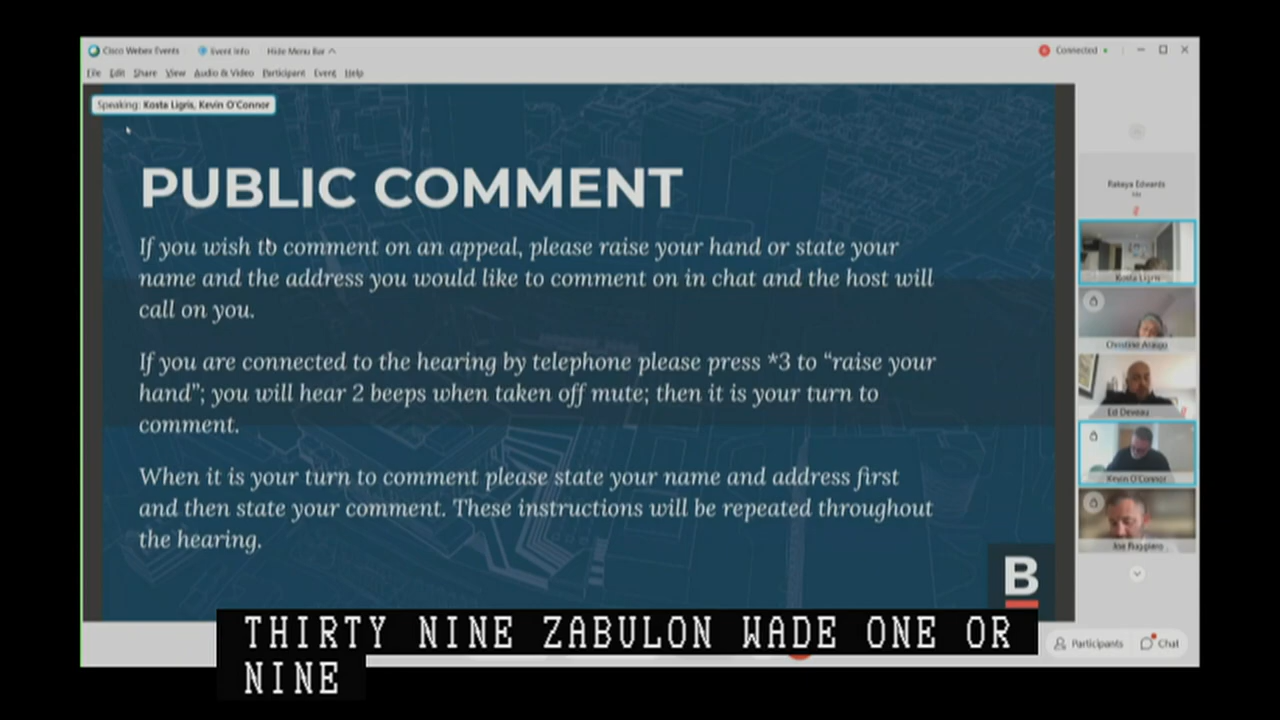 Cisco Webex Events
Event Info
Hide Menu Bar
Connected
File Edit Share View Audio & Video Participant Event Help
Speaking: Kosta Ligris, Kevin O'Connor
PUBLIC COMMENT
If you wish to comment on an appeal, please raise your hand or state your
name and the address you would like to comment on in chat and the host will
call on you.
If you are connected to the hearing by telephone please press *3 to “raise your
hand”; you will hear 2 beeps when taken off mute; then it is your turn to
comment.
When it is your turn to comment please state your name and address first
and then state your comment. These instructions will be repeated throughout
the hearing.
B
Rakeya Edwards
Me
Kosta Ligris
Christine Araujo
Ed Deveau
Kevin O'Connor
Joe Ruggiero
Participants
Chat
THIRTY NINE ZABULON WADE ONE OR
NINE